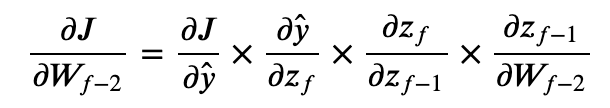 ∂J/∂W_{f−2} = ∂J/∂ŷ × ∂ŷ/∂z_f × ∂z_f/∂z_{f−1} × ∂z_{f−1}/∂W_{f−2}